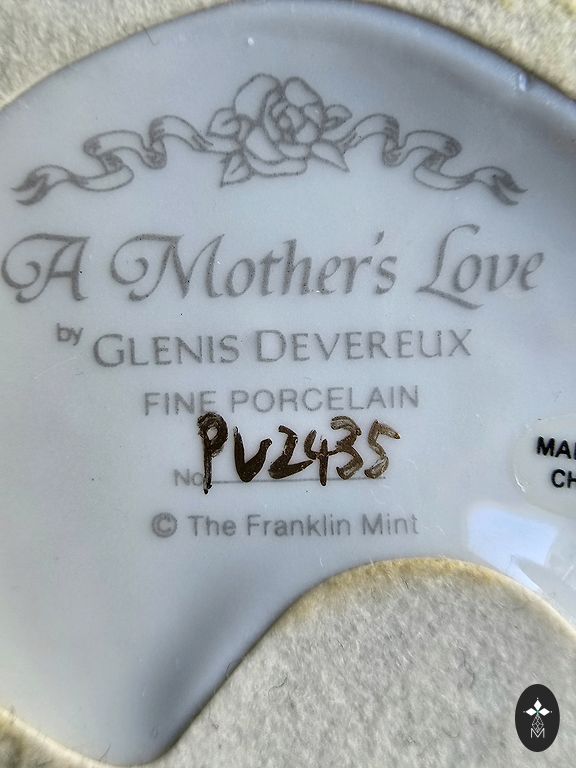 A Mother's Love
by GLENIS DEVEREUX
FINE PORCELAIN
No. PV2435
© The Franklin Mint